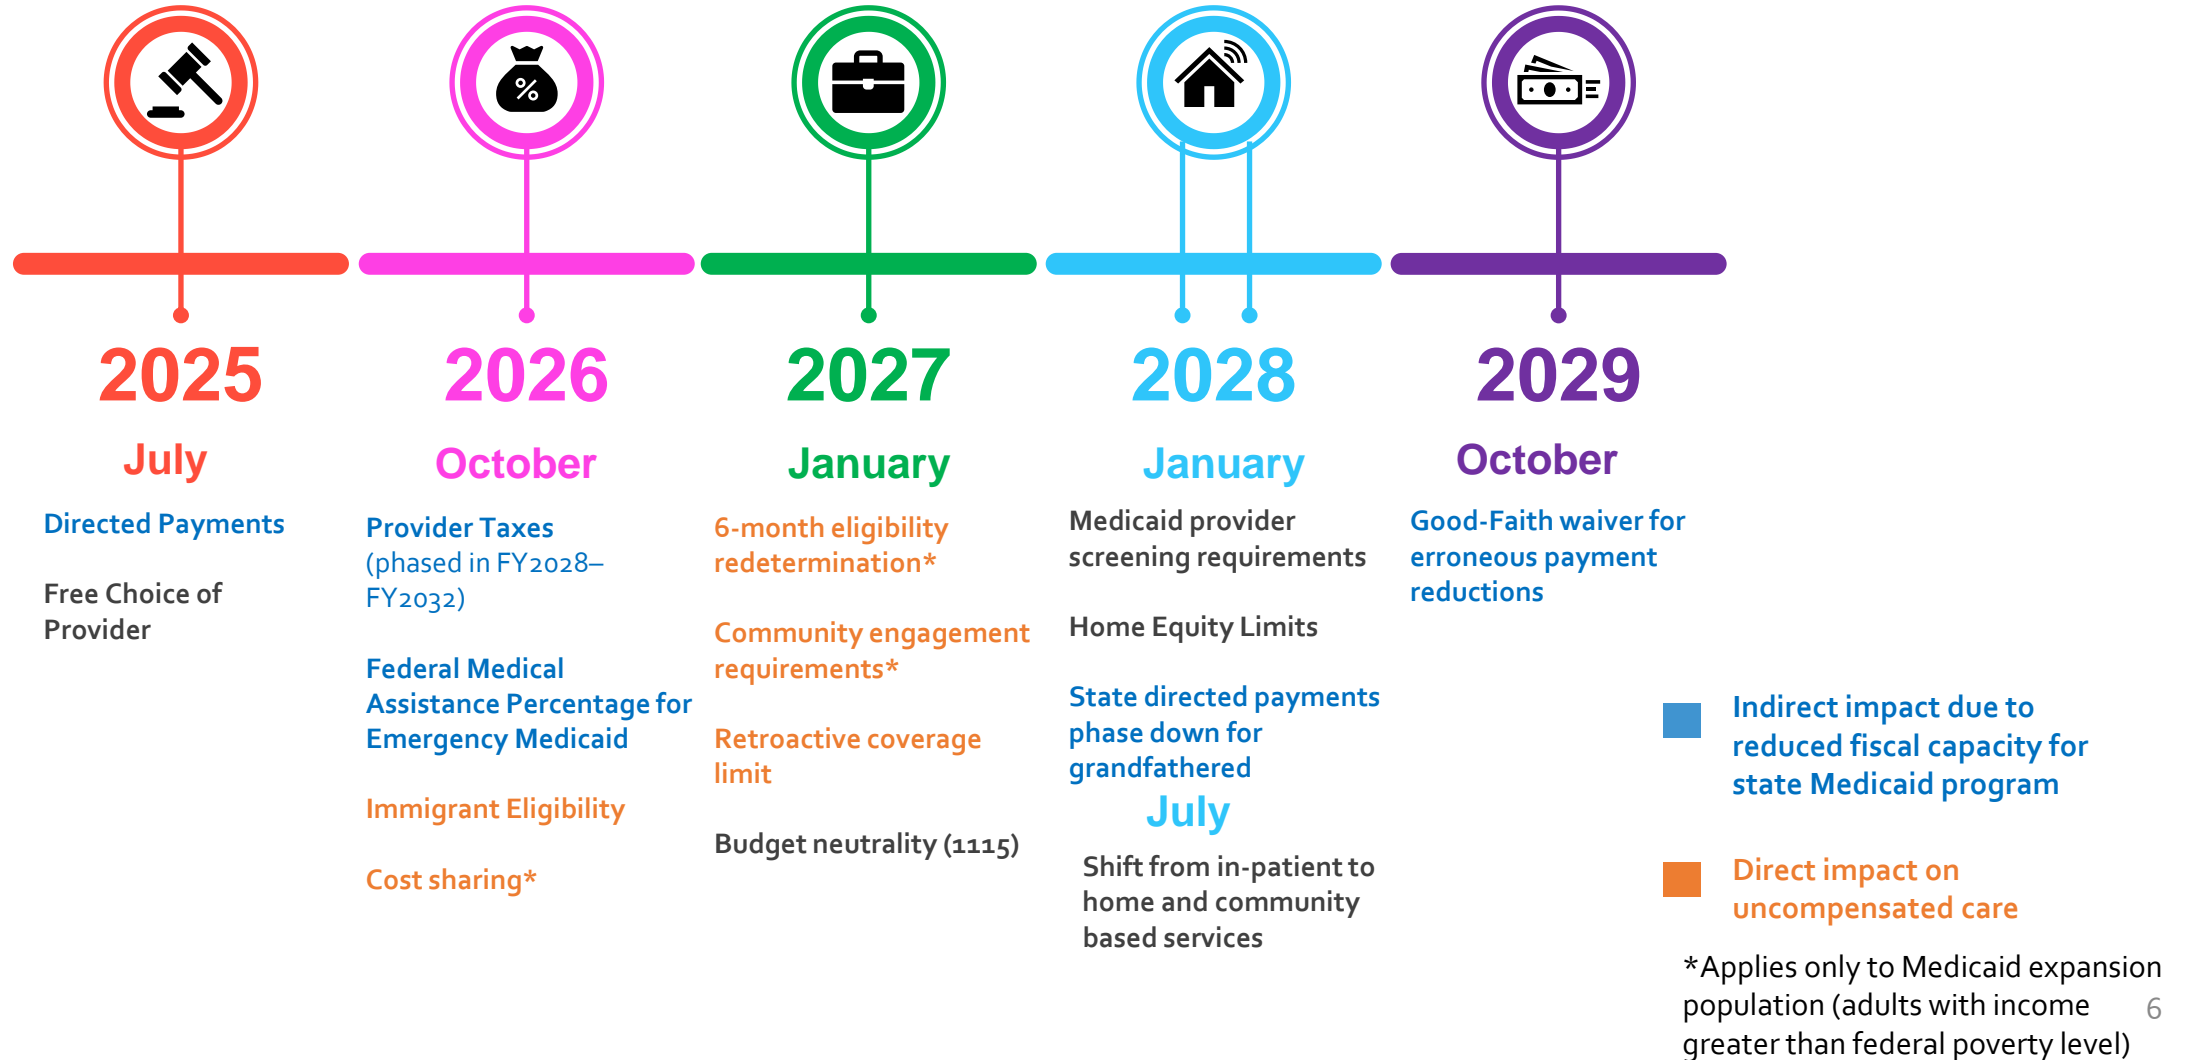 %
2025
July
Directed Payments
Free Choice of
Provider
2026
October
Provider Taxes
(phased in FY2028–
FY2032)
Federal Medical
Assistance Percentage for
Emergency Medicaid
Immigrant Eligibility
Cost sharing*
2027
January
6-month eligibility
redetermination*
Community engagement
requirements*
Retroactive coverage
limit
Budget neutrality (1115)
2028
January
Medicaid provider
screening requirements
Home Equity Limits
State directed payments
phase down for
grandfathered
July
Shift from in-patient to
home and community
based services
2029
October
Good-Faith waiver for
erroneous payment
reductions
Indirect impact due to
reduced fiscal capacity for
state Medicaid program
Direct impact on
uncompensated care
*Applies only to Medicaid expansion
population (adults with income
greater than federal poverty level)
6